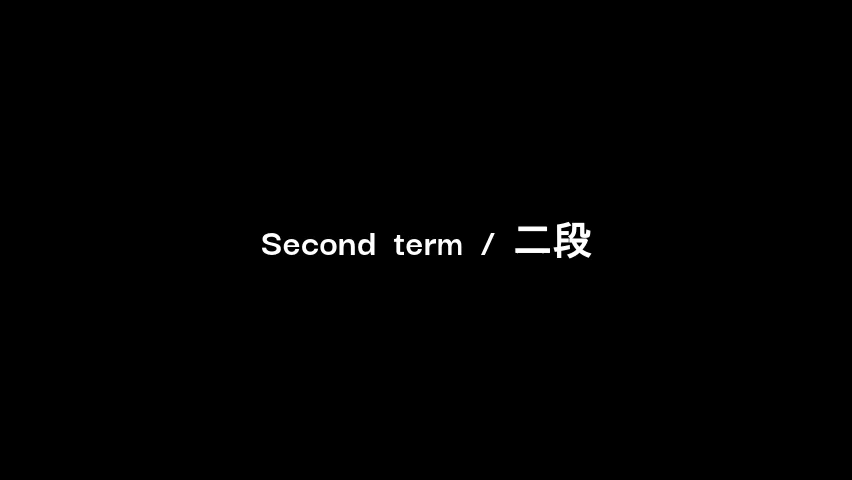 Second term / 二段